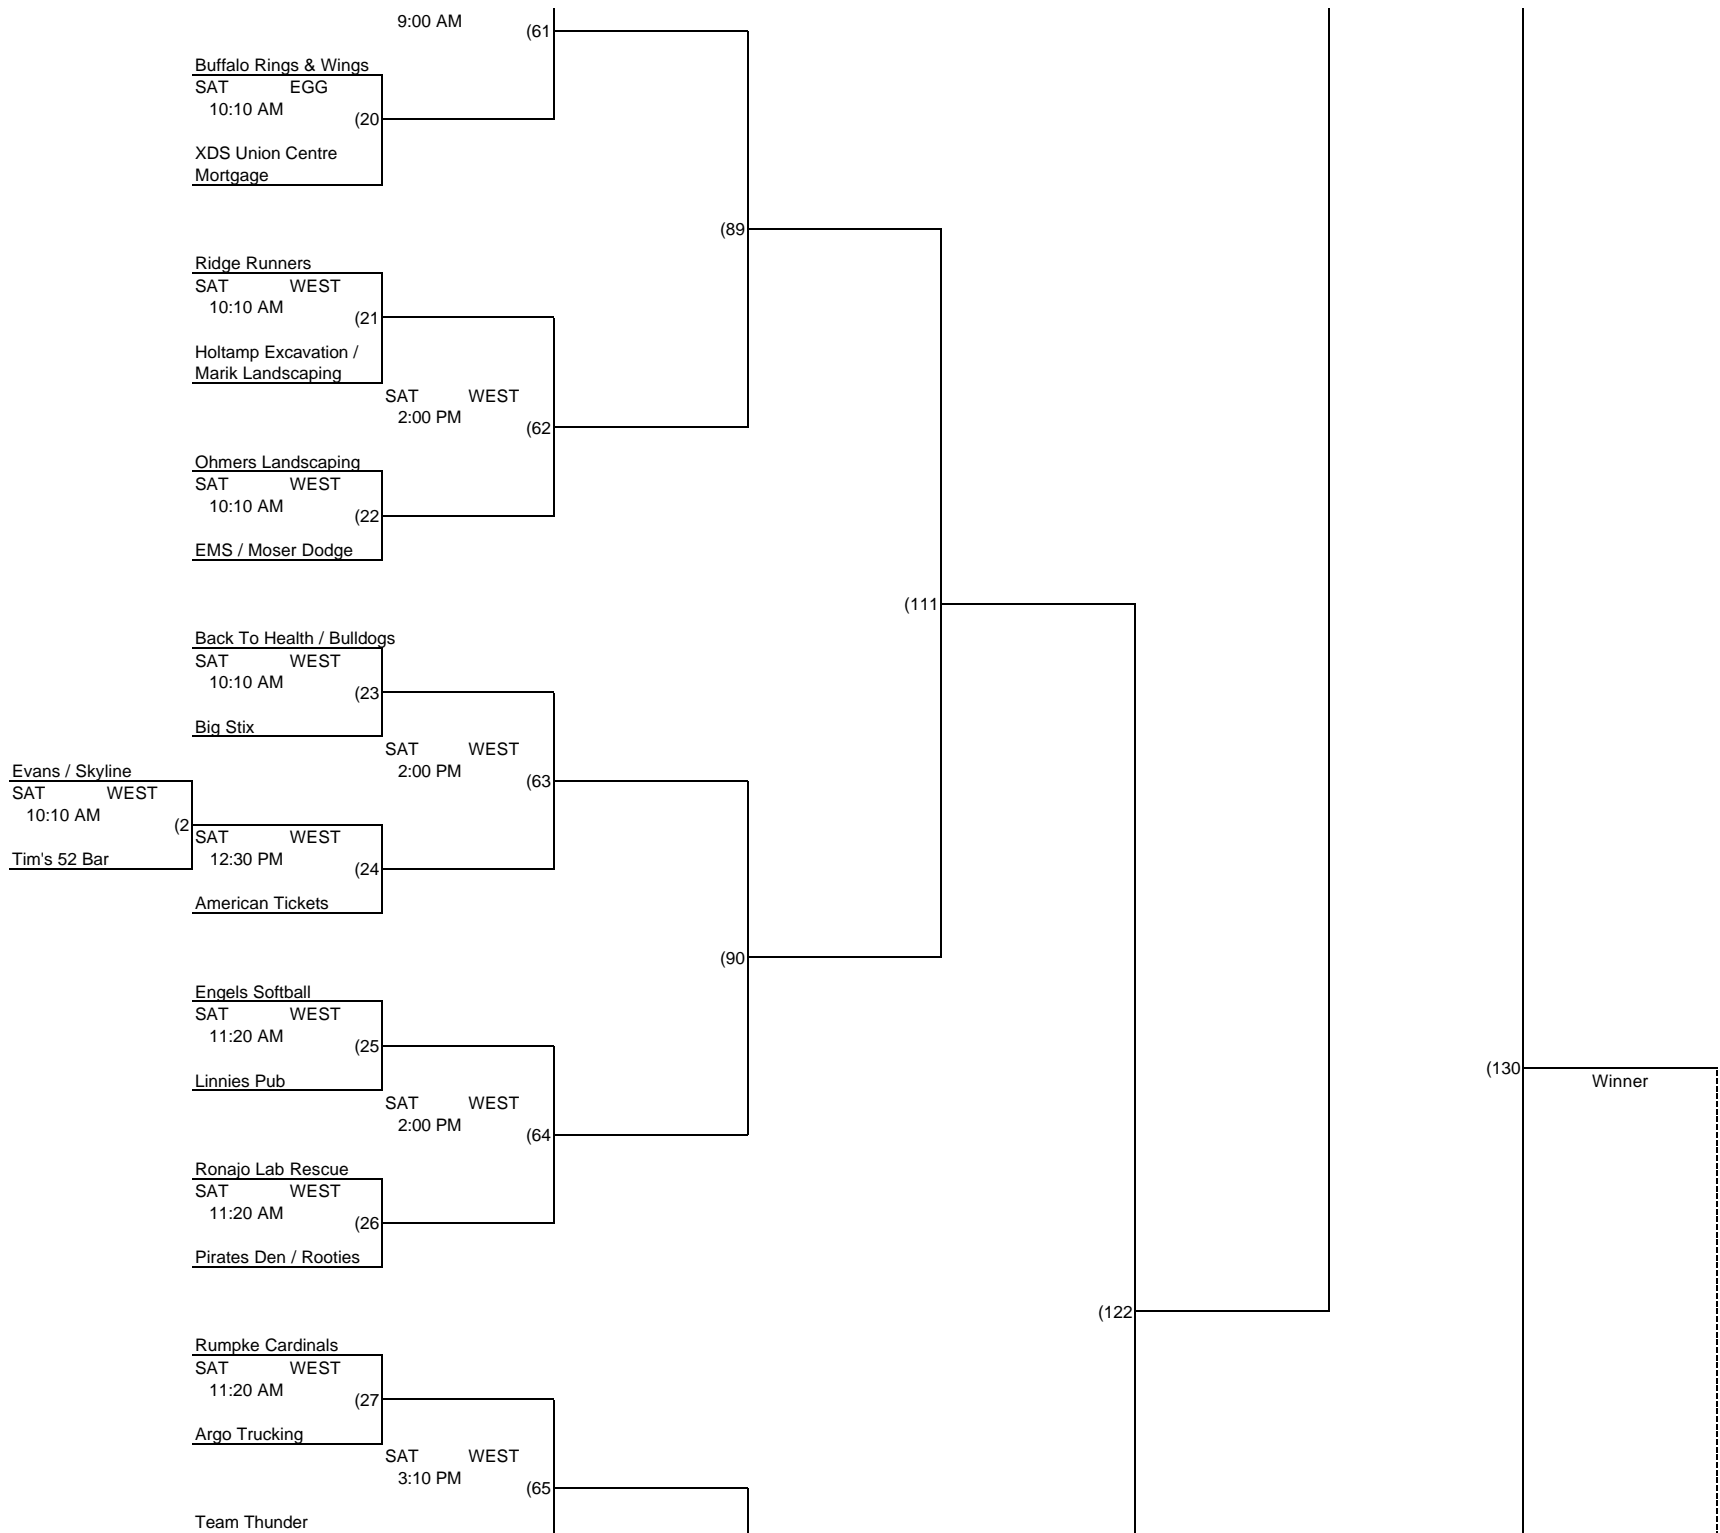 9:00 AM
(61
Buffalo Rings & Wings
SAT EGG
10:10 AM
(20
XDS Union Centre
Mortgage
(89
Ridge Runners
SAT WEST
10:10 AM
(21
Holtamp Excavation /
Marik Landscaping
SAT WEST
2:00 PM
(62
Ohmers Landscaping
SAT WEST
10:10 AM
(22
EMS / Moser Dodge
(111
Back To Health / Bulldogs
SAT WEST
10:10 AM
(23
Big Stix
SAT WEST
2:00 PM
(63
Evans / Skyline
SAT WEST
10:10 AM
(2
Tim's 52 Bar
SAT WEST
12:30 PM
(24
American Tickets
(90
Engels Softball
SAT WEST
11:20 AM
(25
Linnies Pub
SAT WEST
2:00 PM
(64
(130
Winner
Ronajo Lab Rescue
SAT WEST
11:20 AM
(26
Pirates Den / Rooties
(122
Rumpke Cardinals
SAT WEST
11:20 AM
(27
Argo Trucking
SAT WEST
3:10 PM
(65
Team Thunder